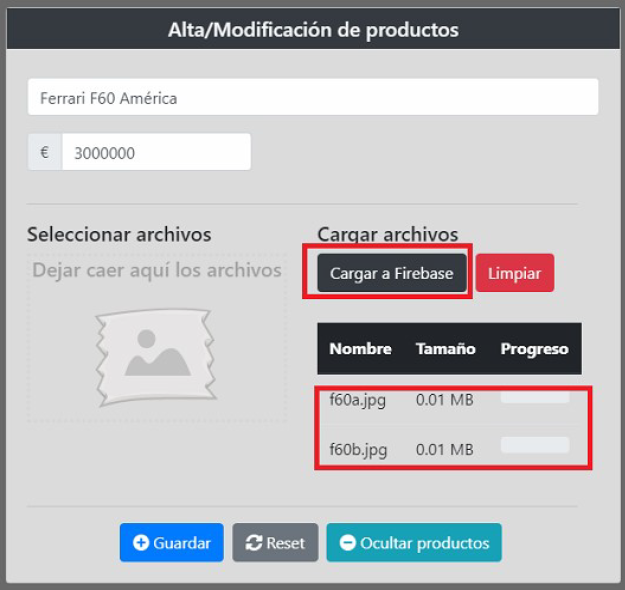 Alta/Modificación de productos
Ferrari F60 América
€ 3000000
Seleccionar archivos
Dejar caer aquí los archivos
Cargar archivos
Cargar a Firebase Limpiar
Nombre Tamaño Progreso
f60a.jpg 0.01 MB
f60b.jpg 0.01 MB
Guardar Reset Ocultar productos